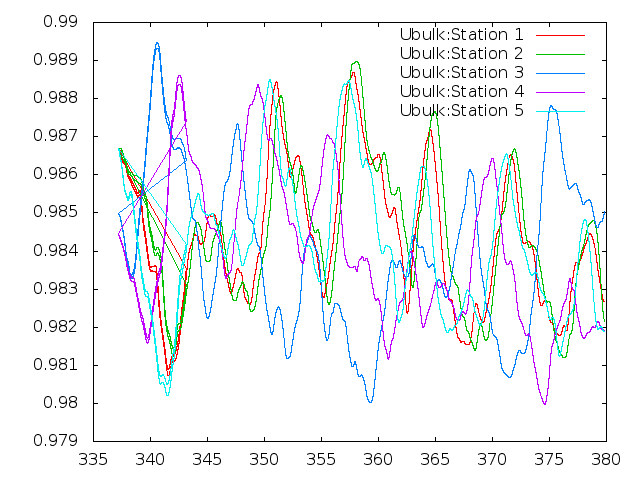 0.99
0.989
0.988
0.987
0.986
0.985
0.984
0.983
0.982
0.981
0.98
0.979
335 340 345 350 355 360 365 370 375 380
Ubulk:Station 1
Ubulk:Station 2
Ubulk:Station 3
Ubulk:Station 4
Ubulk:Station 5